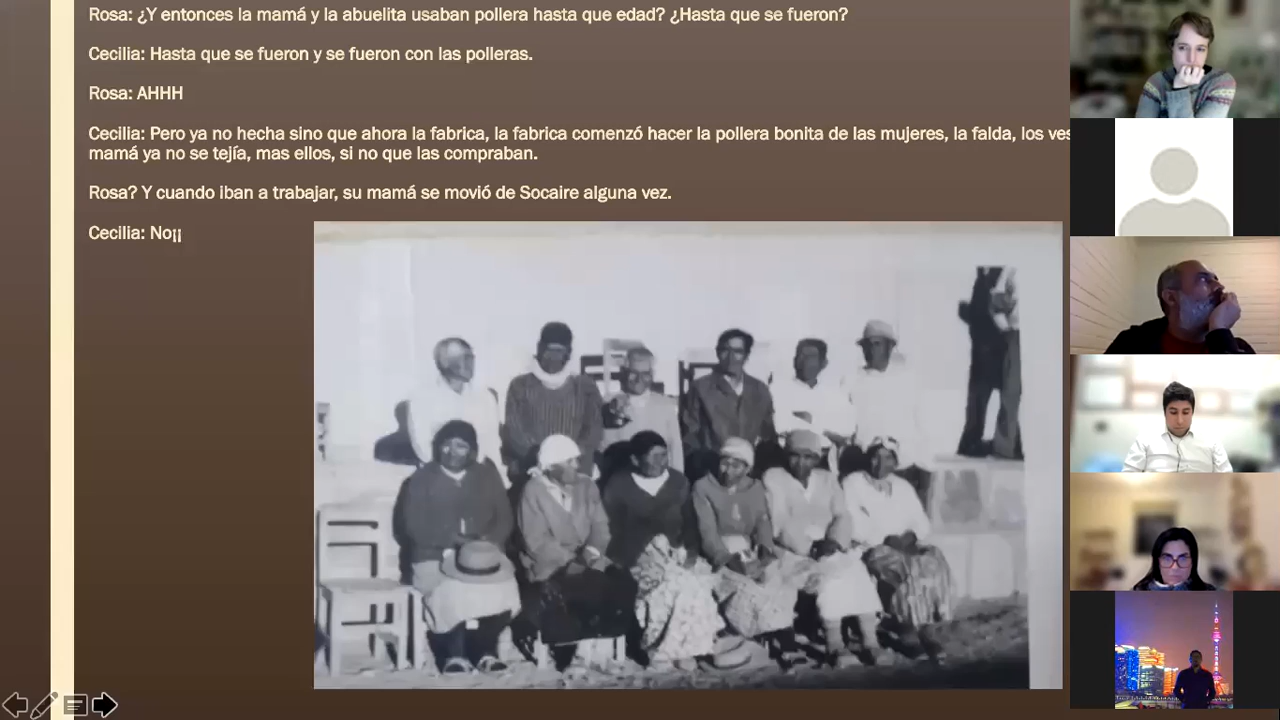 Rosa: ¿Y entonces la mamá y la abuelita usaban pollera hasta que edad? ¿Hasta que se fueron?
Cecilia: Hasta que se fueron y se fueron con las polleras.
Rosa: AHHH
Cecilia: Pero ya no hecha sino que ahora la fabrica, la fabrica comenzó hacer la pollera bonita de las mujeres, la falda, los ves
mamá ya no se tejía, mas ellos, si no que las compraban.
Rosa? Y cuando iban a trabajar, su mamá se movió de Socaire alguna vez.
Cecilia: No¡¡